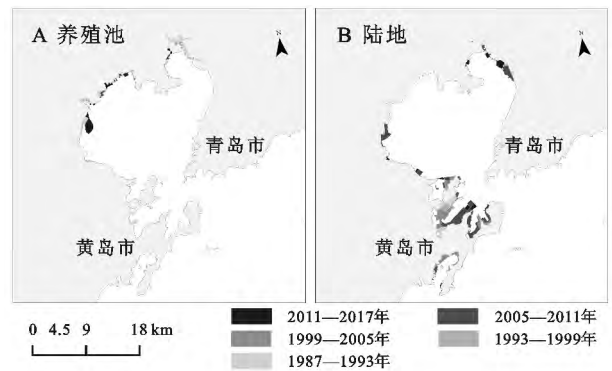 A 养殖池
N
青岛市
黄岛市
B 陆地
N
青岛市
黄岛市
0 4.5 9 18 km
2011—2017年
2005—2011年
1999—2005年
1993—1999年
1987—1993年